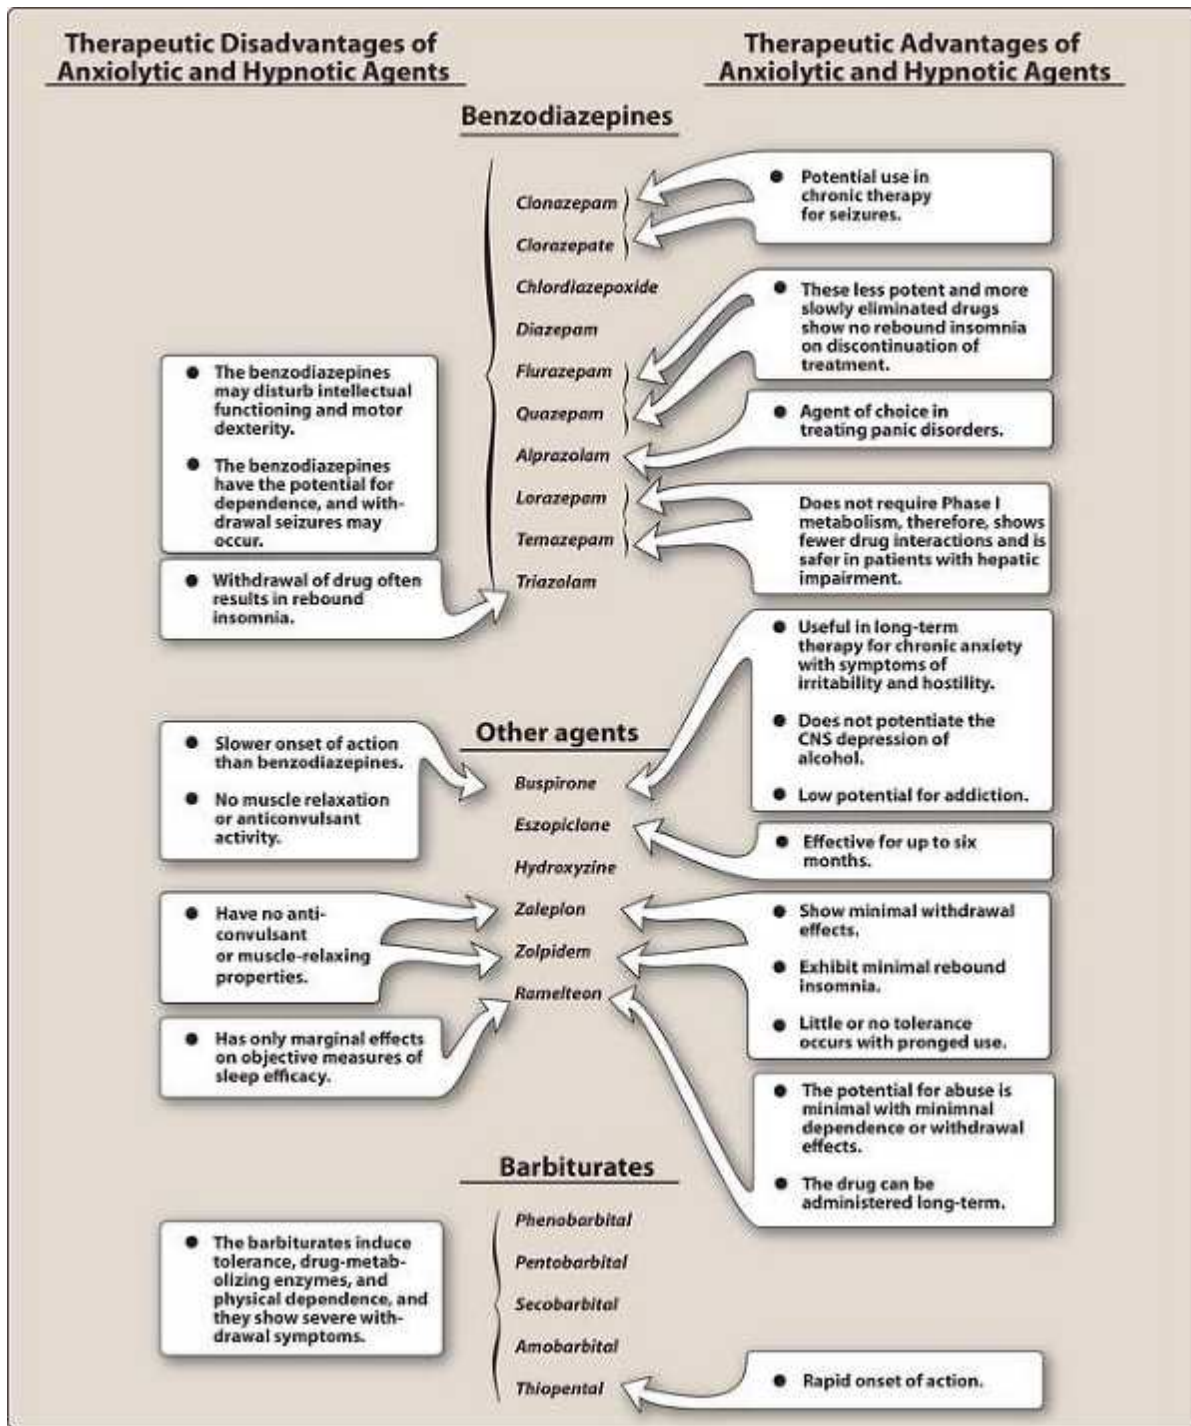 Therapeutic Disadvantages of
Anxiolytic and Hypnotic Agents
Therapeutic Advantages of
Anxiolytic and Hypnotic Agents
Benzodiazepines
Clonazepam
Clorazepate
Chlordiazepoxide
Diazepam
Flurazepam
Quazepam
Alprazolam
Lorazepam
Temazepam
Triazolam
● Potential use in
chronic therapy
for seizures.
● These less potent and more
slowly eliminated drugs
show no rebound insomnia
on discontinuation of
treatment.
● Agent of choice in
treating panic disorders.
Does not require Phase I
metabolism, therefore, shows
fewer drug interactions and is
safer in patients with hepatic
impairment.
● The benzodiazepines
may disturb intellectual
functioning and motor
dexterity.
● The benzodiazepines
have the potential for
dependence, and with-
drawal seizures may
occur.
● Withdrawal of drug often
results in rebound
insomnia.
Other agents
Buspirone
Eszopiclone
Hydroxyzine
Zaleplon
Zolpidem
Ramelteon
● Slower onset of action
than benzodiazepines.
● No muscle relaxation
or anticonvulsant
activity.
● Have no anti-
convulsant
or muscle-relaxing
properties.
● Has only marginal effects
on objective measures of
sleep efficacy.
● Useful in long-term
therapy for chronic anxiety
with symptoms of
irritability and hostility.
● Does not potentiate the
CNS depression of
alcohol.
● Low potential for addiction.
● Effective for up to six
months.
● Show minimal withdrawal
effects.
● Exhibit minimal rebound
insomnia.
● Little or no tolerance
occurs with pronged use.
● The potential for abuse is
minimal with minimnal
dependence or withdrawal
effects.
● The drug can be
administered long-term.
Barbiturates
Phenobarbital
Pentobarbital
Secobarbital
Amobarbital
Thiopental
● The barbiturates induce
tolerance, drug-metab-
olizing enzymes, and
physical dependence, and
they show severe with-
drawal symptoms.
● Rapid onset of action.